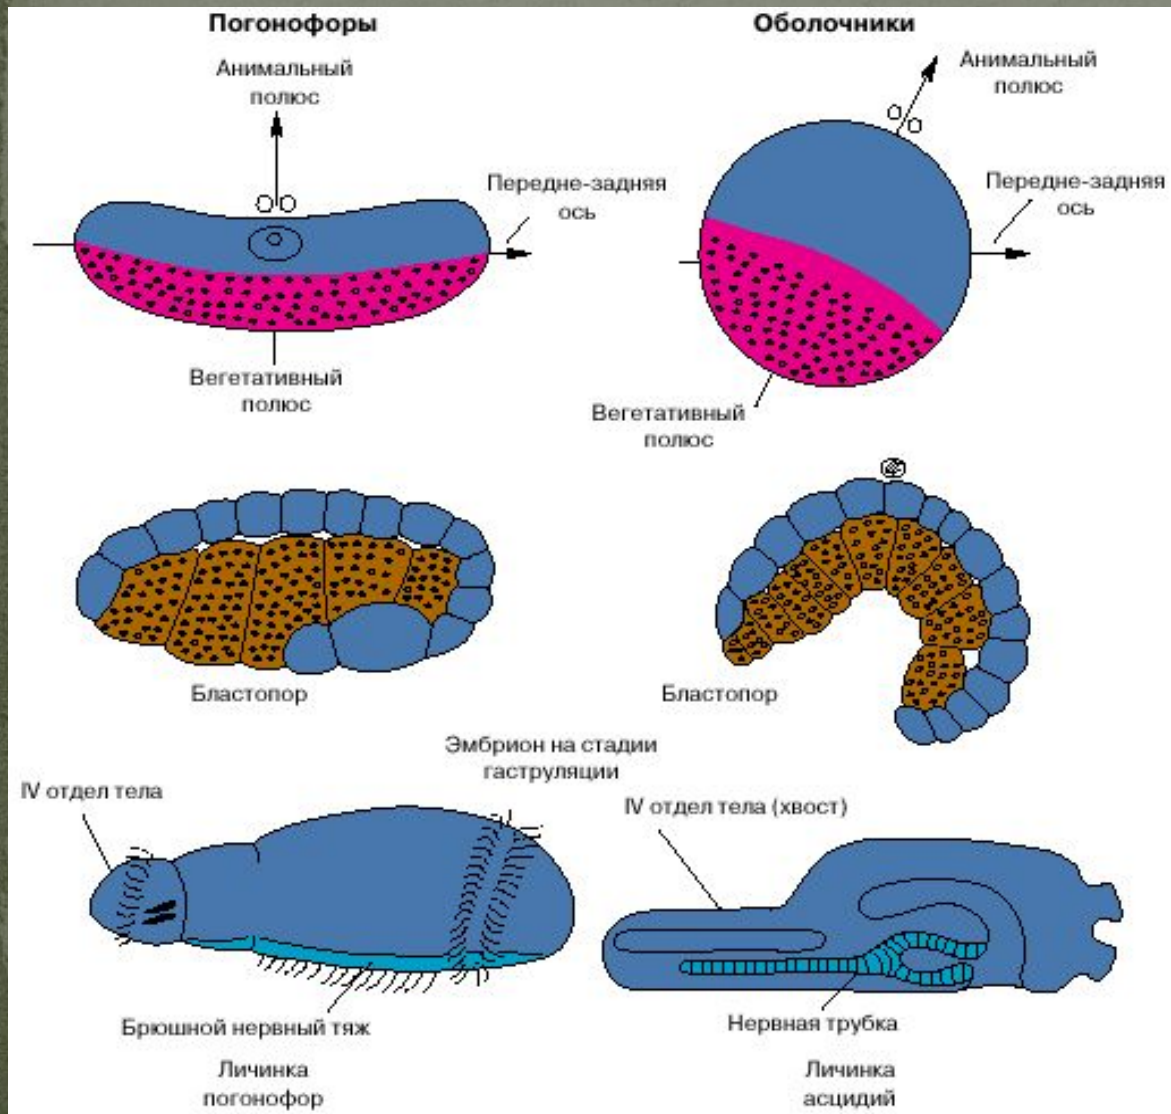 Погонофоры
Оболочники
Анимальный
полюс
Анимальный
полюс
Передне-задняя
ось
Передне-задняя
ось
Вегетативный
полюс
Вегетативный
полюс
Бластопор
Бластопор
Эмбрион на стадии
гаструляции
IV отдел тела
IV отдел тела (хвост)
Брюшной нервный тяж
Нервная трубка
Личинка
погонофор
Личинка
асцидий